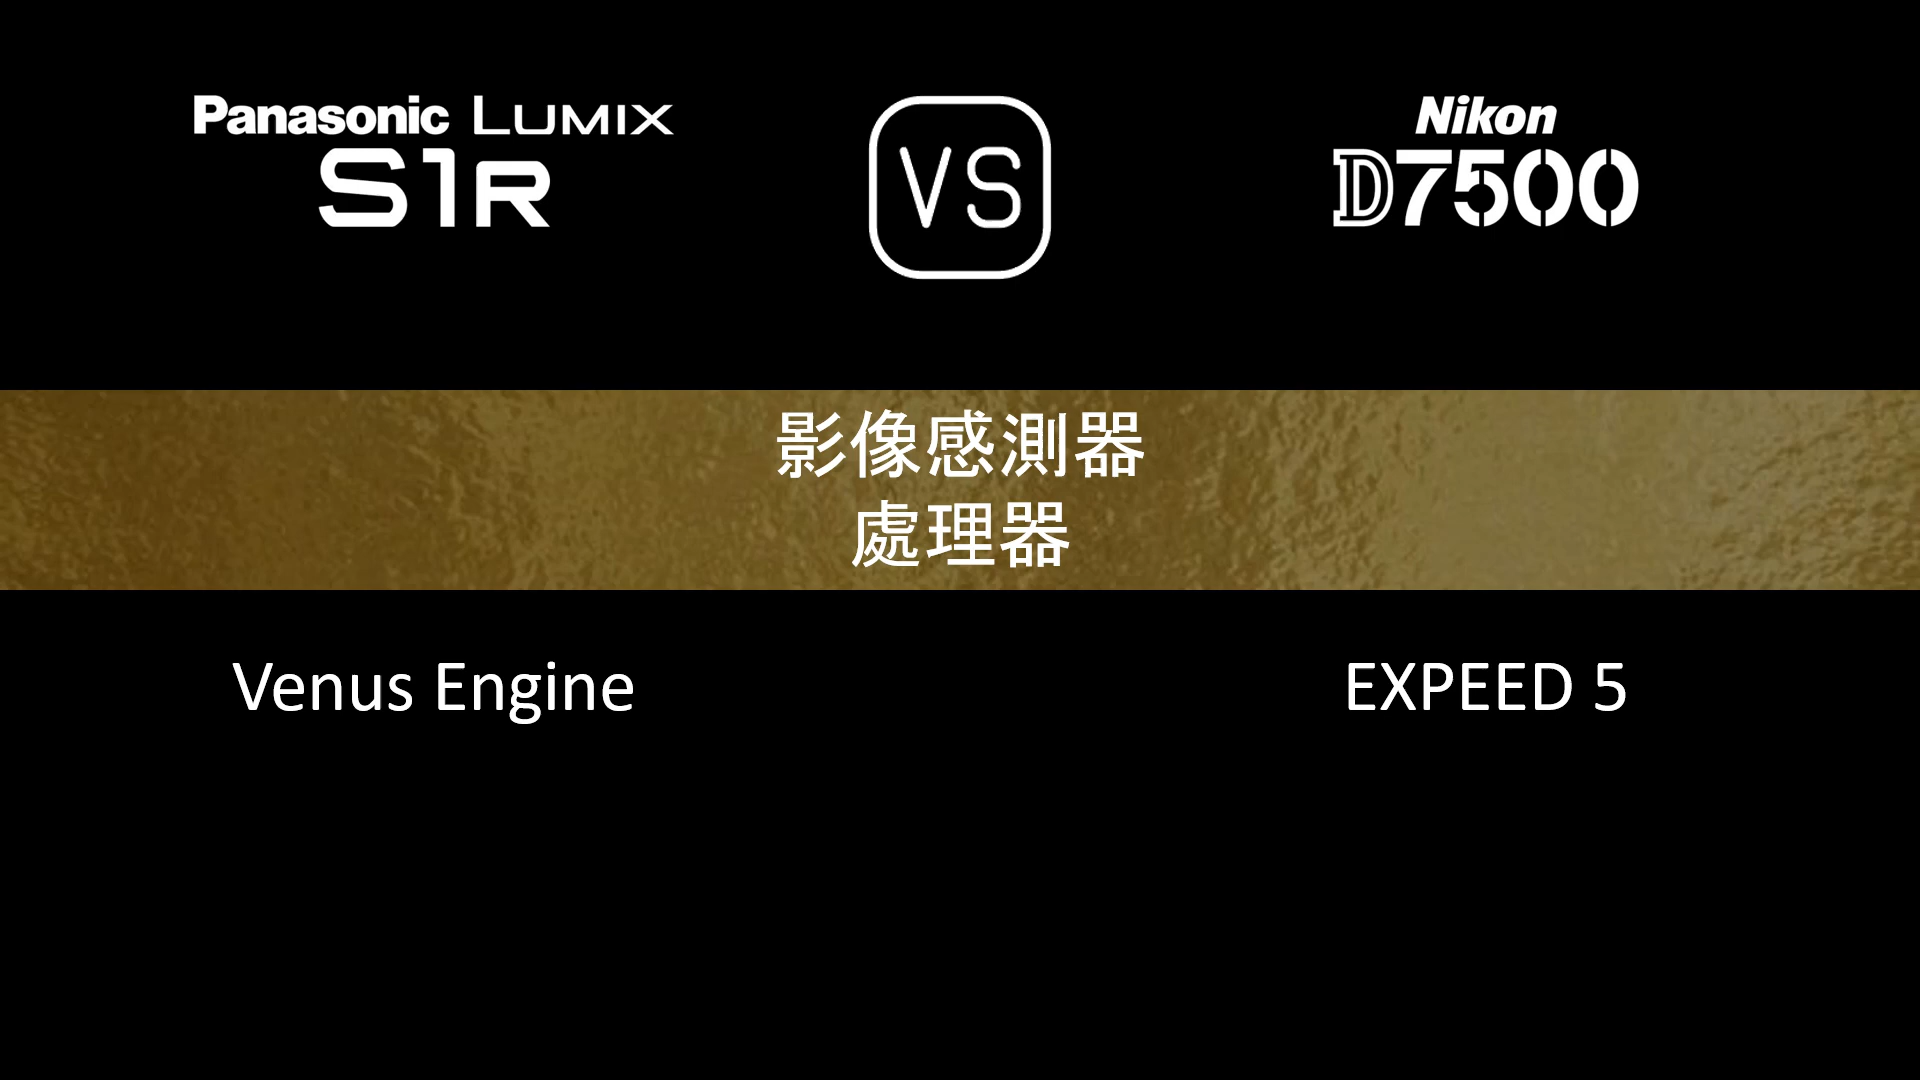 Panasonic LUMIX
S1R
VS
Nikon
D7500
影像感測器
處理器
Venus Engine
EXPEED 5